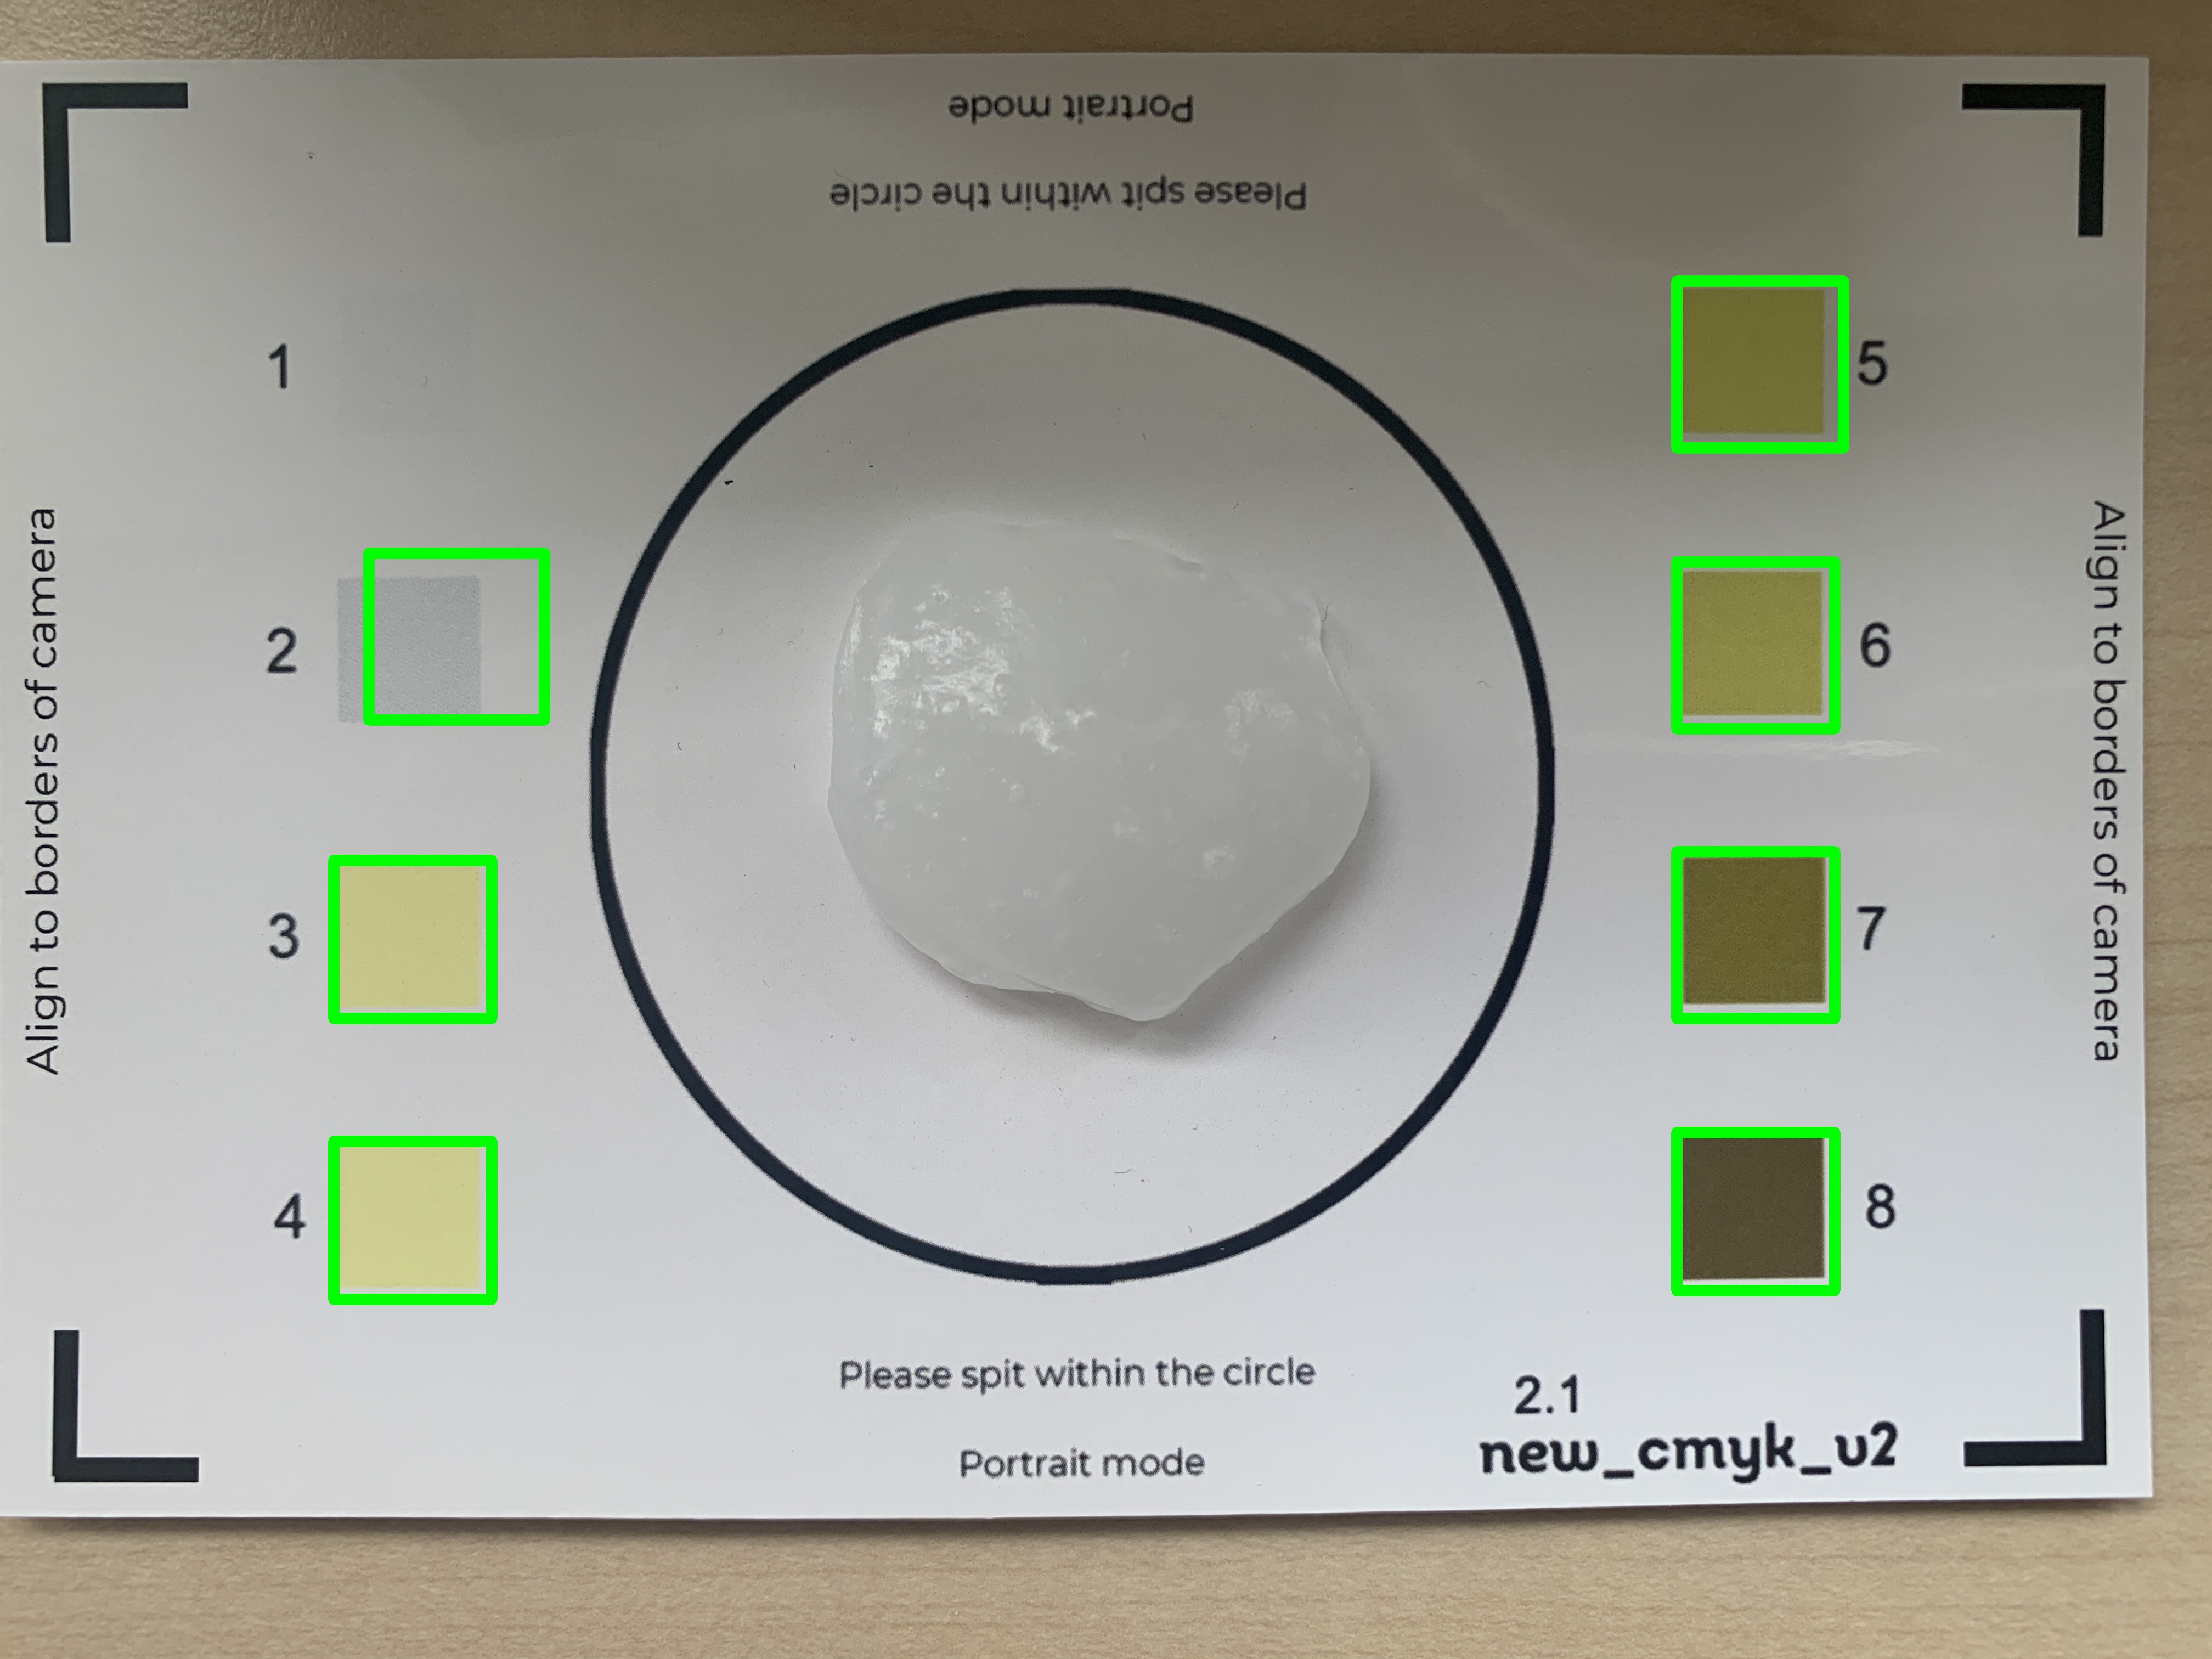 Portrait mode
Please spit within the circle
1
2
3
4
5
6
7
8
Align to borders of camera
Align to borders of camera
Please spit within the circle
Portrait mode
2.1
new_cmyk_v2